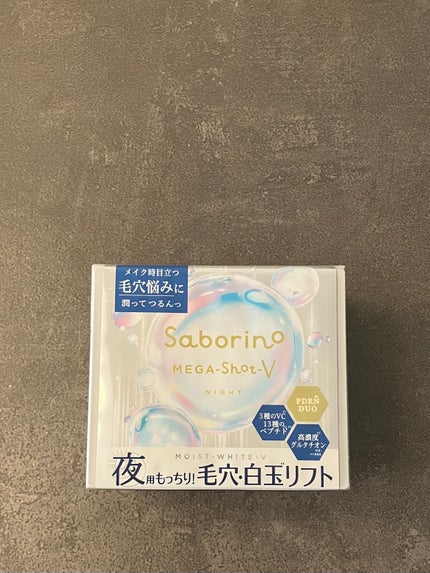 メイク時目立つ
毛穴悩みに
潤ってつるんっ
Saborino
MEGA-Shot-V
NIGHT
PDRN
DUO
3種のVC
13種の
ペプチド
高濃度
グルタチオン
MOIST-WHITE-V
夜用もっちり!毛穴・白玉リフト